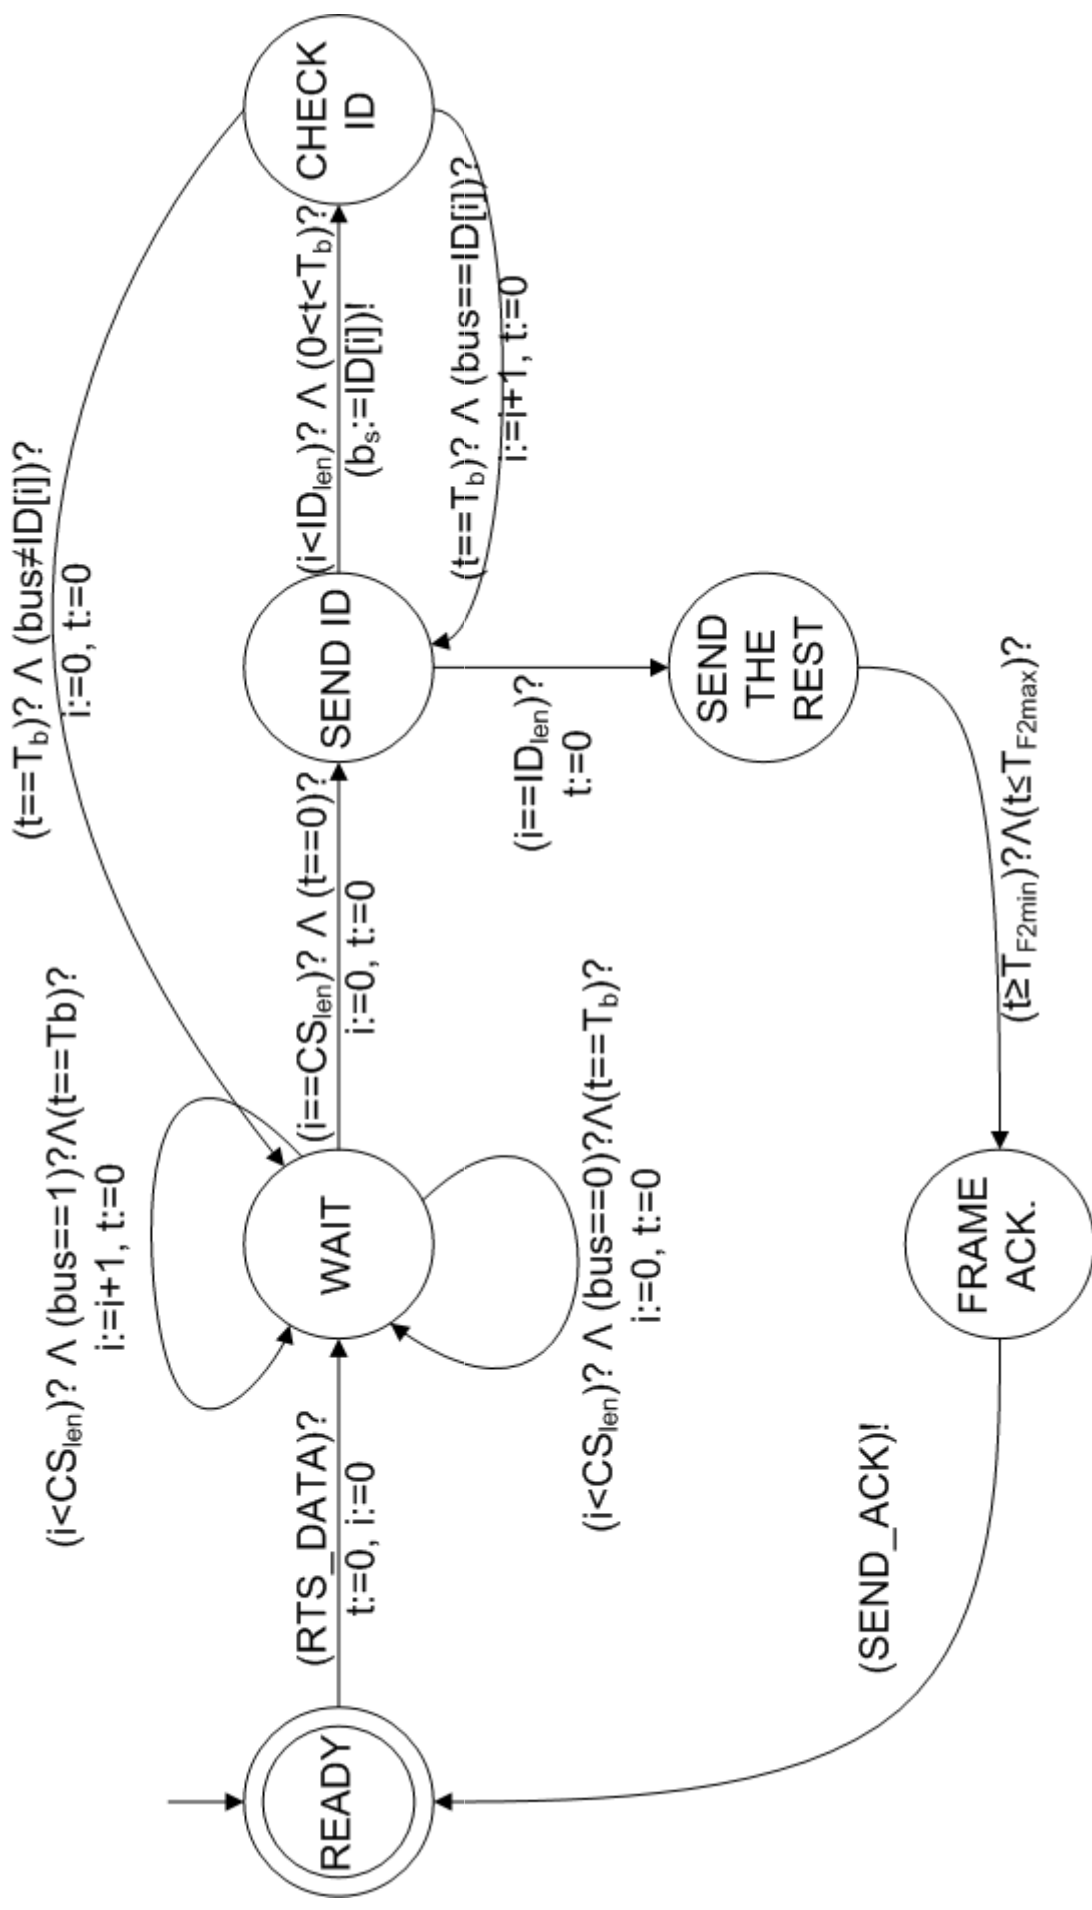 (t==Tb)? Λ (bus≠ID[i])?
i:=0, t:=0
(i<CSlen)? Λ (bus==1)?Λ(t==Tb)?
i:=i+1, t:=0
READY
(RTS_DATA)?
t:=0, i:=0
WAIT
(i==CSlen)? Λ (t==0)?
i:=0, t:=0
SEND ID
(i<IDlen)? Λ (0<t<Tb)?
(bs:=ID[i])!
CHECK
ID
(t==Tb)? Λ (bus==ID[i])?
i:=i+1, t:=0
(i<CSlen)? Λ (bus==0)?Λ(t==Tb)?
i:=0, t:=0
(i==IDlen)?
t:=0
SEND
THE
REST
(SEND_ACK)!
FRAME
ACK.
(t≥TF2min)?Λ(t≤TF2max)?